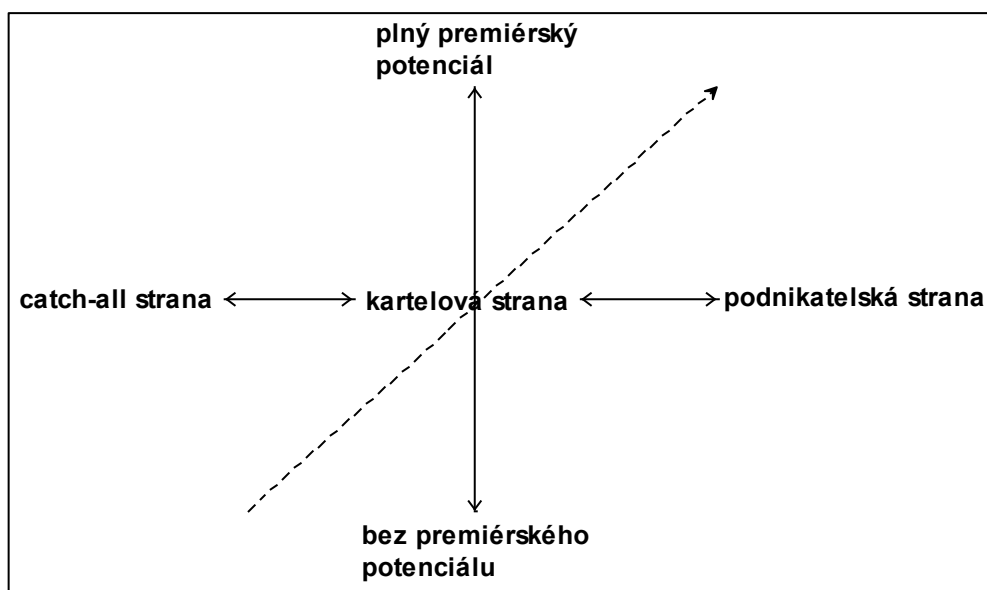 plný premiérský
potenciál
catch-all strana
kartelová strana
podnikatelská strana
bez premiérského
potenciálu